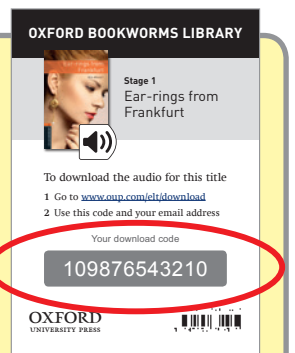 OXFORD BOOKWORMS LIBRARY
Stage 1
Ear-rings from
Frankfurt
To download the audio for this title
1 Go to www.oup.com/elt/download
2 Use this code and your email address
Your download code
109876543210
OXFORD
UNIVERSITY PRESS